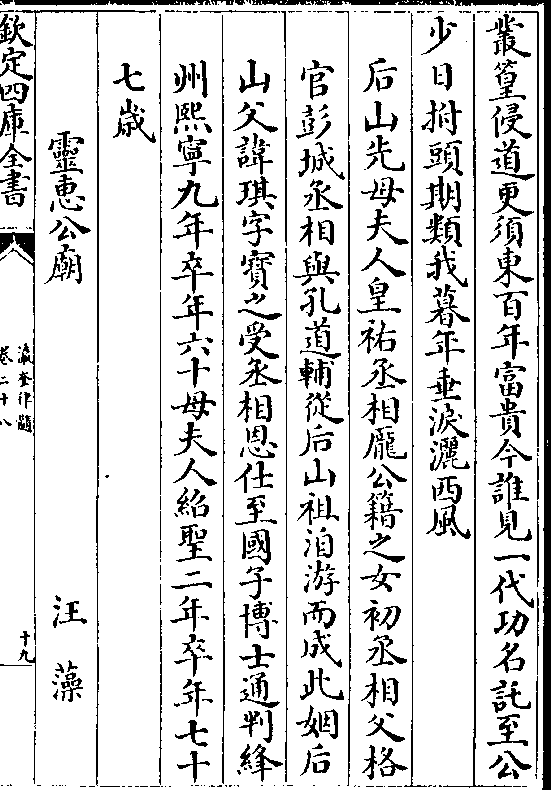 叢篁侵道更須東百年富貴今誰見一代功名託至公
少日拊頭期類我暮年垂淚灑西風
后山先母夫人皇祐丞相龎公籍之女初丞相父格
官彭城丞相與孔道輔從后山祖洎游而成此姻后
山父諱琪字寳之受丞相恩仕至國子博士通判絳
州熙寧九年卒年六十母夫人紹聖二年卒年七十
七歳
靈惠公廟 汪藻
欽定四庫全書
瀛奎律髓
卷二十八
十九